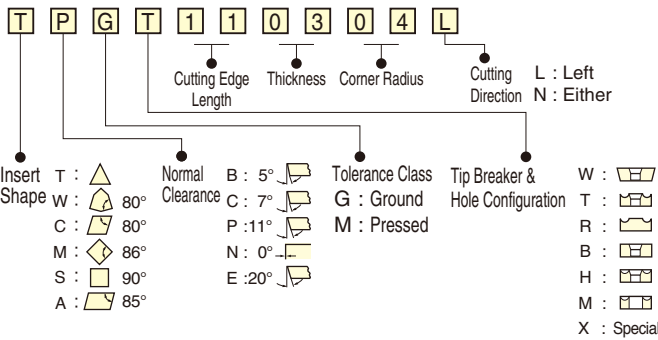 T P G T 1 1 0 3 0 4 L
Cutting Edge Length
Thickness
Corner Radius
Cutting Direction
L : Left
N : Either
Insert Shape
T :
W : 80°
C : 80°
M : 86°
S : 90°
A : 85°
Normal Clearance
B : 5°
C : 7°
P :11°
N : 0°
E :20°
Tolerance Class
G : Ground
M : Pressed
Tip Breaker & Hole Configuration
W :
T :
R :
B :
H :
M :
X : Special